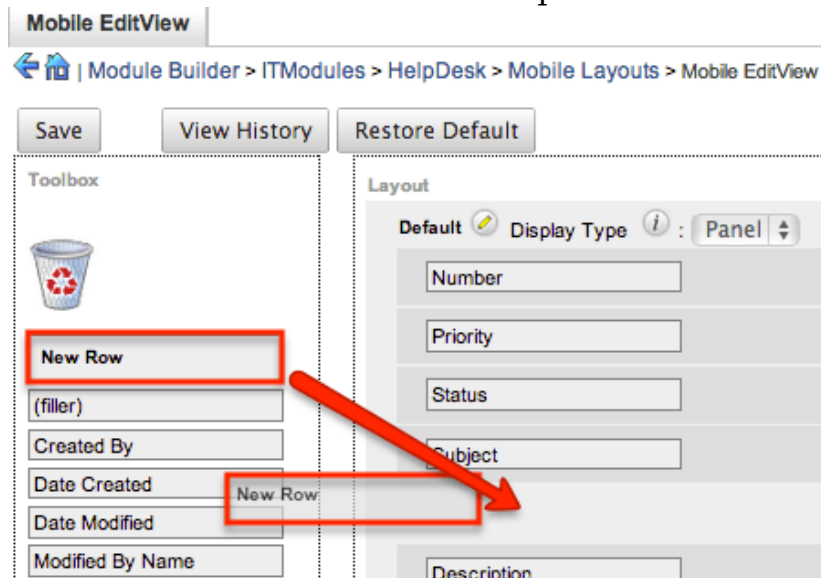 Mobile EditView
| Module Builder > ITModules > HelpDesk > Mobile Layouts > Mobile EditView
Save View History Restore Default
Toolbox
Layout
Default Display Type i : Panel
Number
Priority
Status
Subject
Description
New Row
(filler)
Created By
Date Created
New Row
Date Modified
Modified By Name